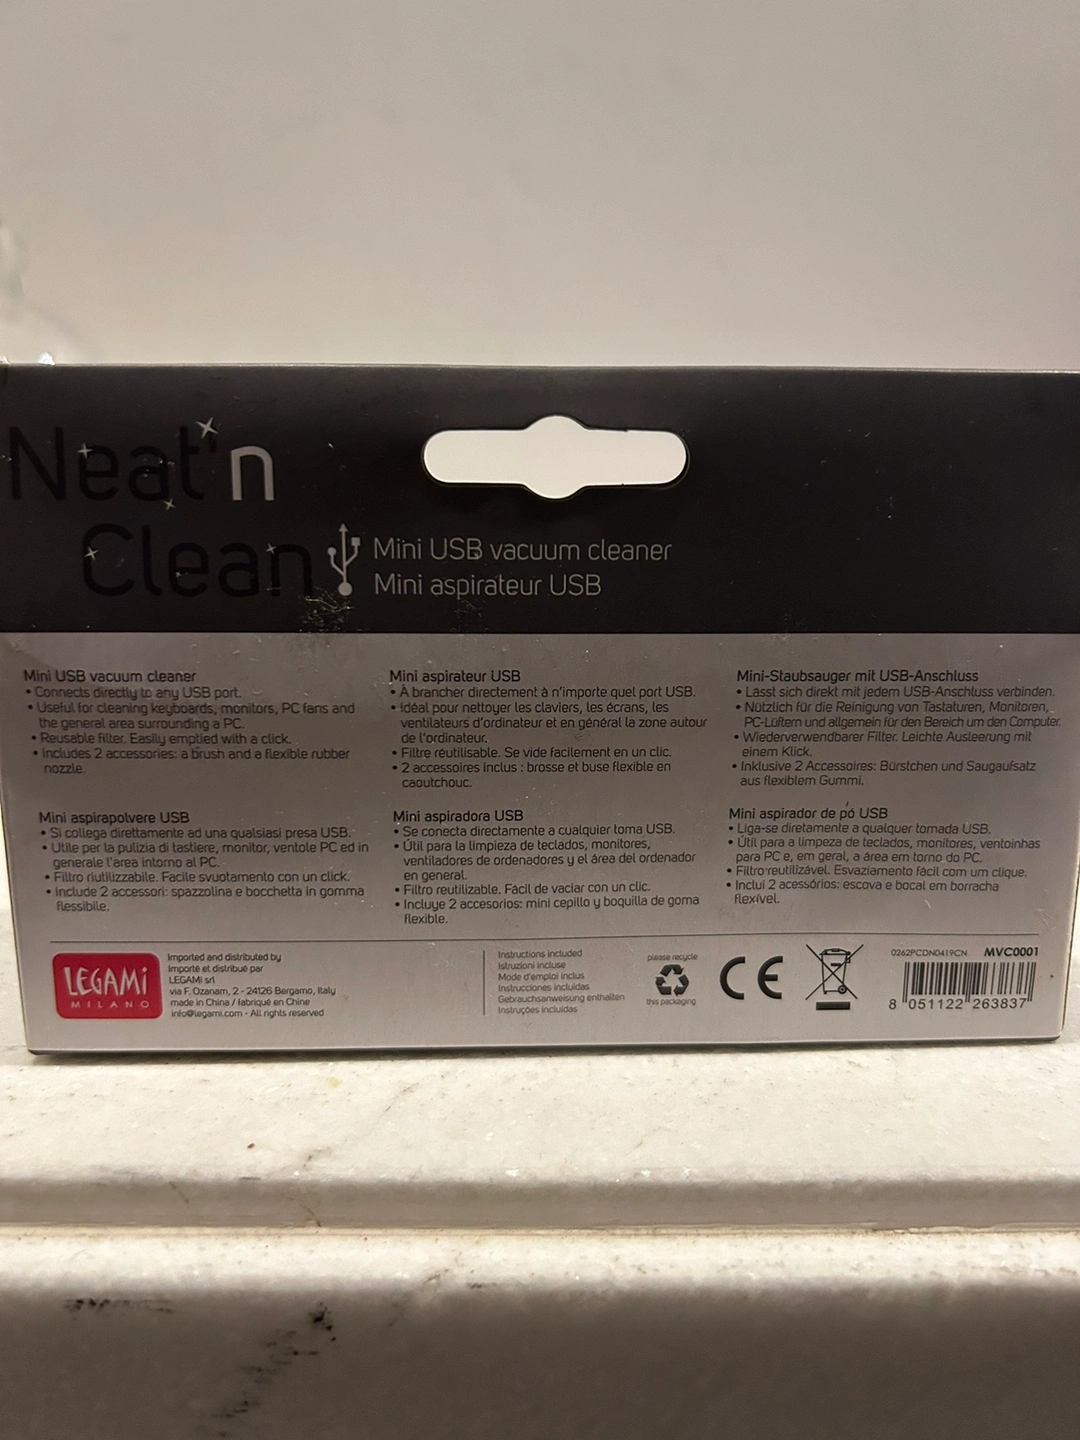 Neat'n
Clean
Mini USB vacuum cleaner
Mini aspirateur USB
Mini USB vacuum cleaner
• Connects directly to any USB port.
• Useful for cleaning keyboards, monitors, PC fans and
the general area surrounding a PC.
• Reusable filter. Easily emptied with a click.
• Includes 2 accessories: a brush and a flexible rubber
nozzle.
Mini aspirateur USB
• À brancher directement à n'importe quel port USB.
• Idéal pour nettoyer les claviers, les écrans, les
ventilateurs d'ordinateur et en général la zone autour
de l'ordinateur.
• Filtre réutilisable. Se vide facilement en un clic.
• 2 accessoires inclus : brosse et buse flexible en
caoutchouc.
Mini-Staubsauger mit USB-Anschluss
• Lasst sich direkt mit jedem USB-Anschluss verbinden.
• Nützlich für die Reinigung von Tastaturen, Monitoren,
PC-Lüftern und allgemein für den Bereich um den Computer.
• Wiederverwendbarer Filter. Leichte Ausleerung mit
einem Klick.
• Inklusive 2 Accessoires: Bürstchen und Saugaufsatz
aus flexiblem Gummi.
Mini aspirapolvere USB
• Si collega direttamente ad una qualsiasi presa USB.
• Utile per la pulizia di tastiere, monitor, ventole PC ed in
generale l'area intorno al PC.
• Filtro riutilizzabile. Facile svuotamento con un click.
• Include 2 accessori: spazzolina e bocchetta in gomma
flessibile.
Mini aspiradora USB
• Se conecta directamente a cualquier toma USB.
• Útil para la limpieza de teclados, monitores,
ventiladores de ordenadores y el área del ordenador
en general.
• Filtro reutilizable. Fácil de vaciar con un clic.
• Incluye 2 accesorios: mini cepillo y boquilla de goma
flexible.
Mini aspirador de pó USB
• Liga-se diretamente a qualquer tomada USB.
• Útil para a limpeza de teclados, monitores, ventoinhas
para PC e, em geral, a área em torno do PC.
• Filtro reutilizável. Esvaziamento fácil com um clique.
• Inclui 2 acessórios: escova e bocal em borracha
flexível.
LEGAMi
MILANO
Imported and distributed by
Importé et distribué par
LEGAMi srl
via F. Ozanam, 2 - 24126 Bergamo, Italy
made in China / fabriqué en Chine
info@legami.com - All rights reserved
Instructions included
Istruzioni incluse
Mode d'emploi inclus
Instrucciones incluidas
Gebrauchsanweisung enthalten
Instruções incluídas
please recycle
this packaging
CE
0262PCDN0419CN MVC0001
8 051122 263837